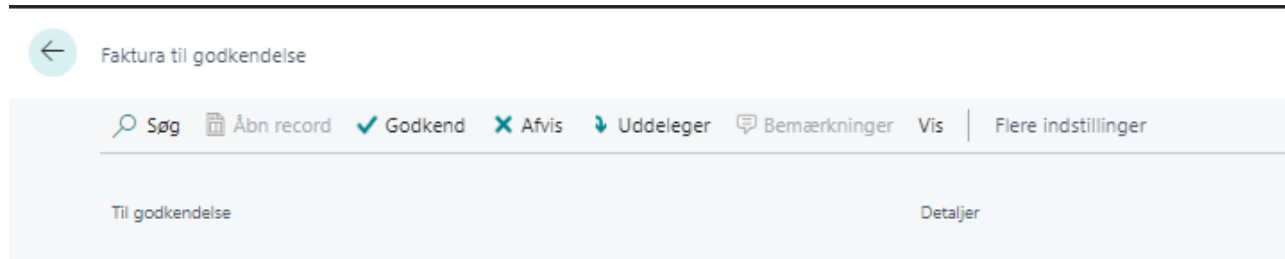 Faktura til godkendelse
Søg Åbn record Godkend Afvis Uddeleger Bemærkninger Vis Flere indstillinger
Til godkendelse Detaljer